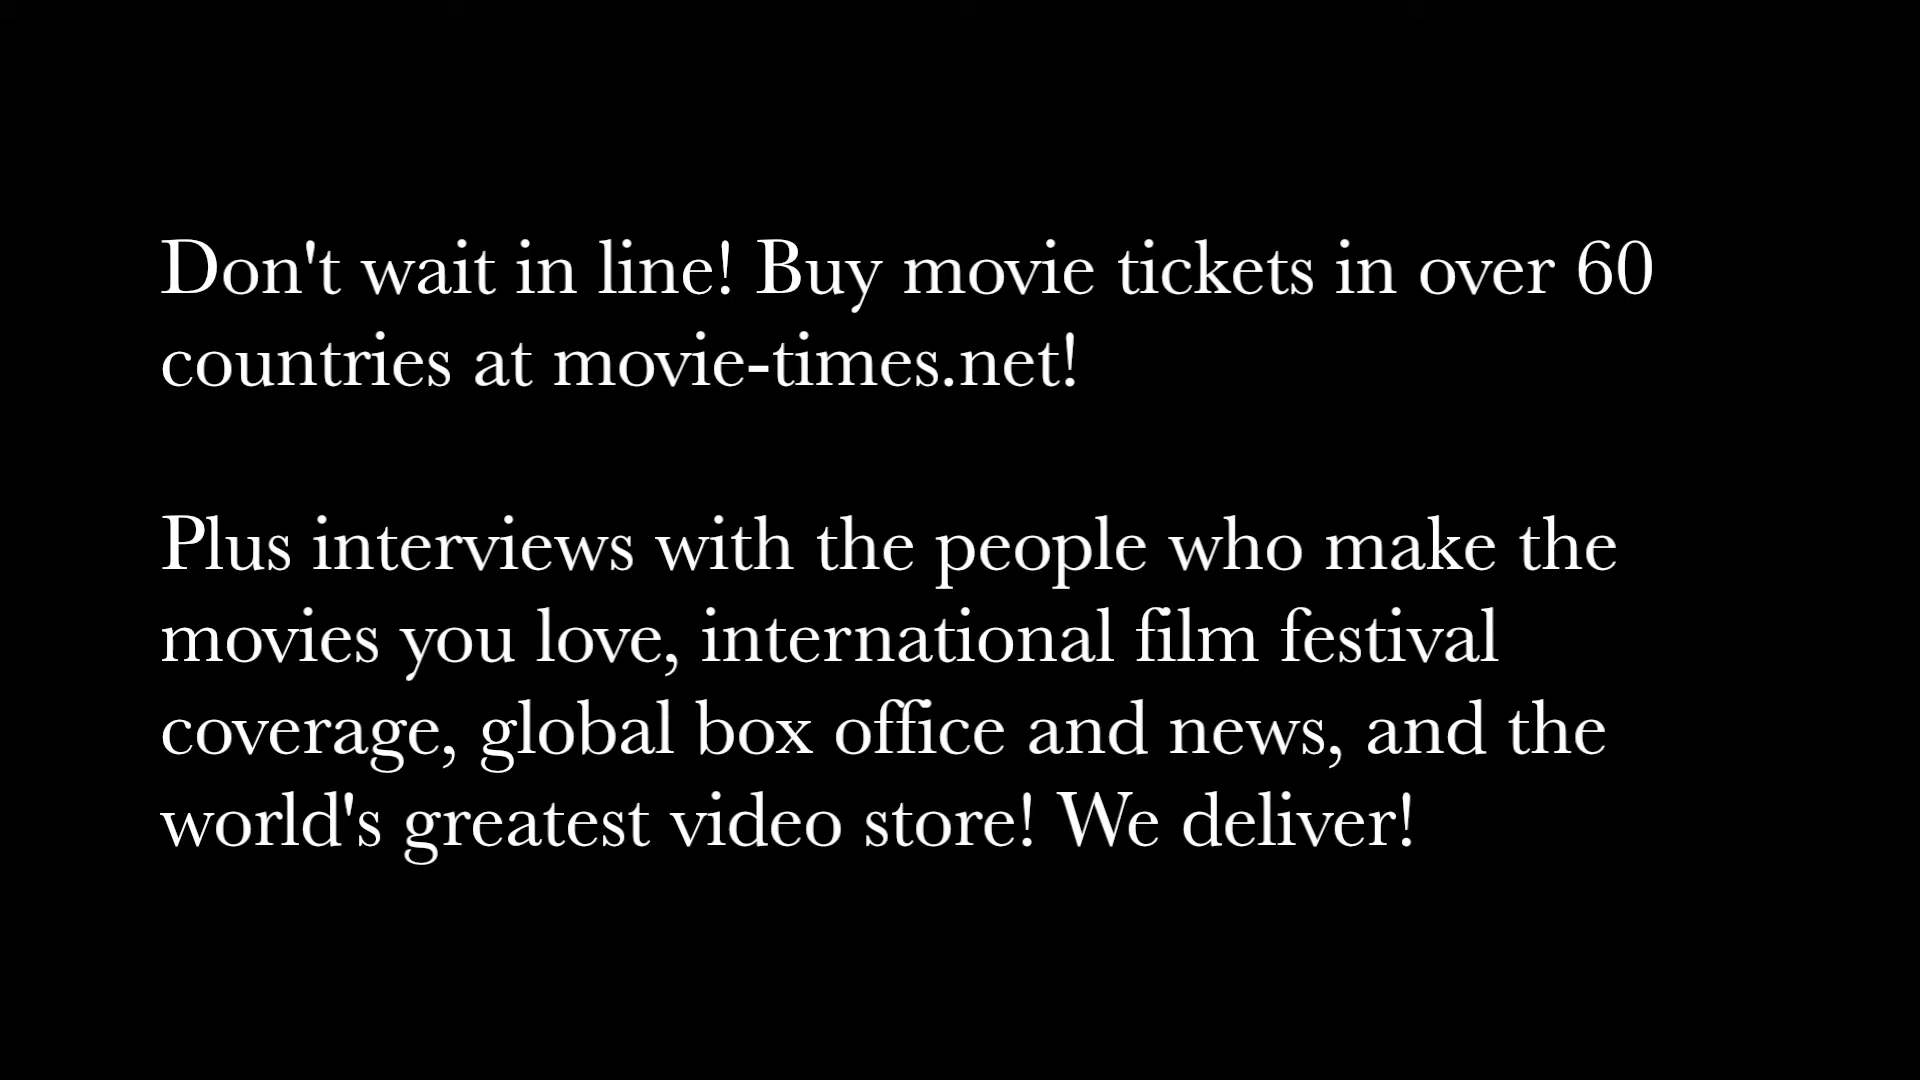 Don't wait in line! Buy movie tickets in over 60
countries at movie-times.net!
Plus interviews with the people who make the
movies you love, international film festival
coverage, global box office and news, and the
world's greatest video store! We deliver!